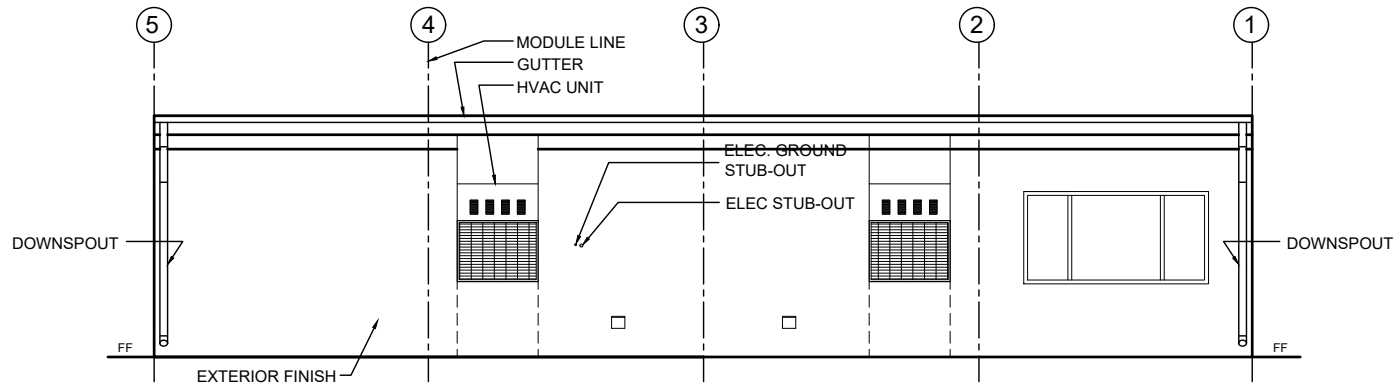 5
4
3
2
1
MODULE LINE
GUTTER
HVAC UNIT
ELEC. GROUND
STUB-OUT
ELEC STUB-OUT
DOWNSPOUT
DOWNSPOUT
FF
FF
EXTERIOR FINISH